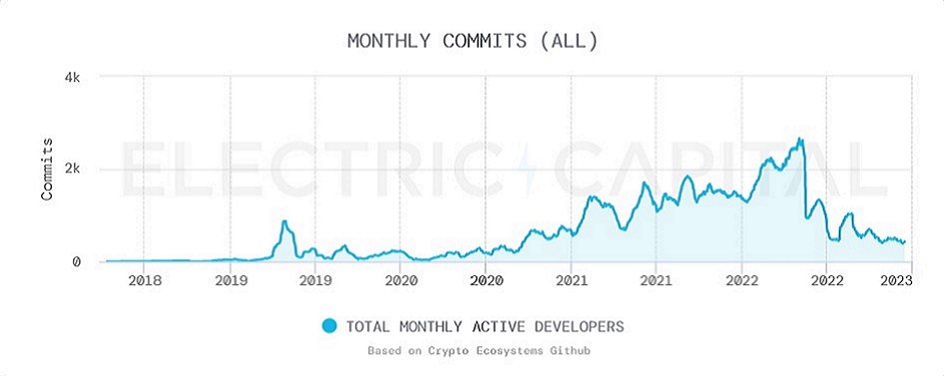 MONTHLY COMMITS (ALL)
4k
2k
0
Commits
ELECTRIC CAPITAL
2018 2019 2019 2020 2020 2021 2021 2022 2022 2023
TOTAL MONTHLY ACTIVE DEVELOPERS
Based on Crypto Ecosystems Github